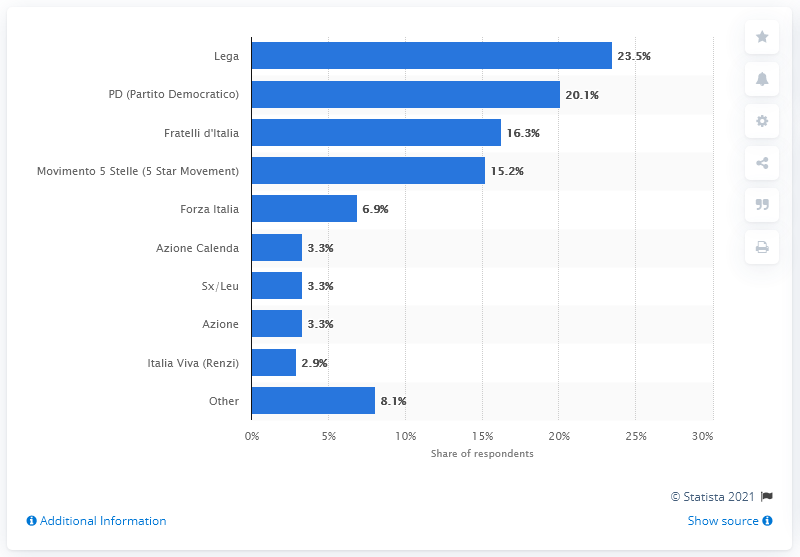 Lega 23.5%
PD (Partito Democratico) 20.1%
Fratelli d'Italia 16.3%
Movimento 5 Stelle (5 Star Movement) 15.2%
Forza Italia 6.9%
Azione Calenda 3.3%
Sx/Leu 3.3%
Azione 3.3%
Italia Viva (Renzi) 2.9%
Other 8.1%
0% 5% 10% 15% 20% 25% 30%
Share of respondents
© Statista 2021
Additional Information Show source